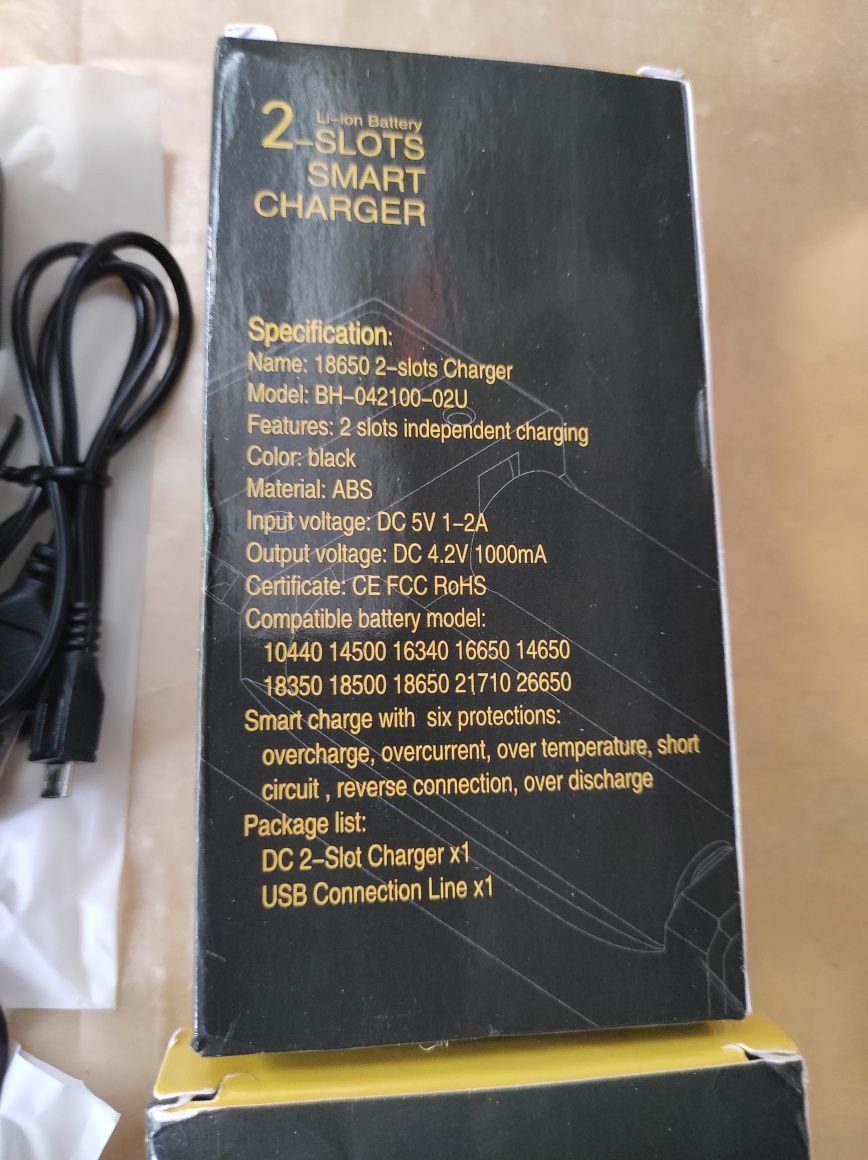 Li-ion Battery
2-SLOTS
SMART
CHARGER
Specification:
Name: 18650 2-slots Charger
Model: BH-042100-02U
Features: 2 slots independent charging
Color: black
Material: ABS
Input voltage: DC 5V 1-2A
Output voltage: DC 4.2V 1000mA
Certificate: CE FCC RoHS
Compatible battery model:
10440 14500 16340 16650 14650
18350 18500 18650 21710 26650
Smart charge with six protections:
overcharge, overcurrent, over temperature, short
circuit , reverse connection, over discharge
Package list:
DC 2-Slot Charger x1
USB Connection Line x1